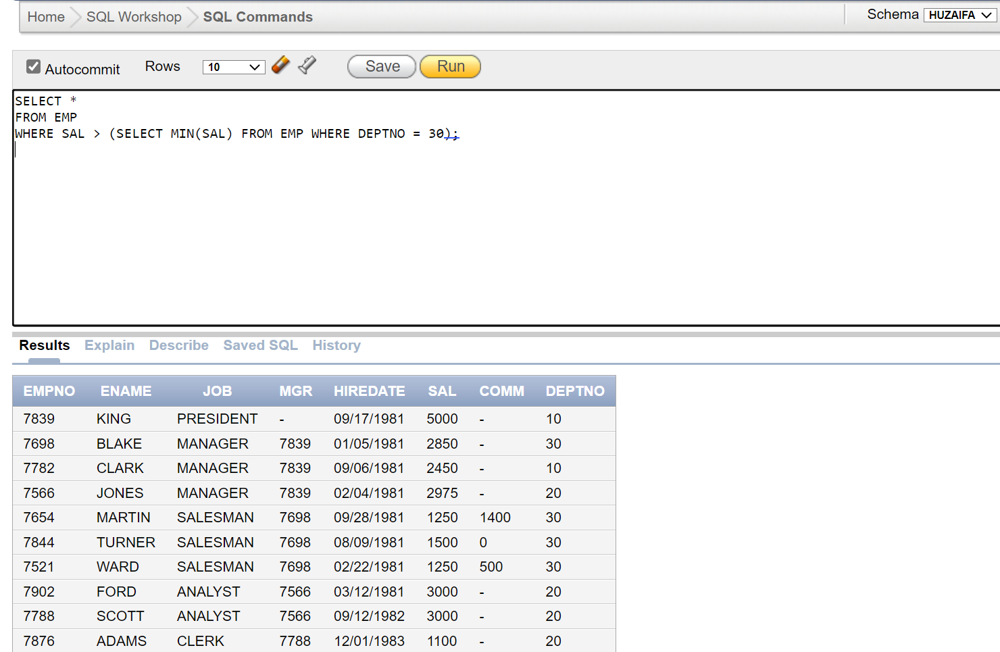 Home SQL Workshop SQL Commands Schema HUZAIFA
Autocommit Rows 10 Save Run
SELECT *
FROM EMP
WHERE SAL > (SELECT MIN(SAL) FROM EMP WHERE DEPTNO = 30);
Results Explain Describe Saved SQL History
EMPNO ENAME JOB MGR HIREDATE SAL COMM DEPTNO
7839 KING PRESIDENT - 09/17/1981 5000 - 10
7698 BLAKE MANAGER 7839 01/05/1981 2850 - 30
7782 CLARK MANAGER 7839 09/06/1981 2450 - 10
7566 JONES MANAGER 7839 02/04/1981 2975 - 20
7654 MARTIN SALESMAN 7698 09/28/1981 1250 1400 30
7844 TURNER SALESMAN 7698 08/09/1981 1500 0 30
7521 WARD SALESMAN 7698 02/22/1981 1250 500 30
7902 FORD ANALYST 7566 03/12/1981 3000 - 20
7788 SCOTT ANALYST 7566 09/12/1982 3000 - 20
7876 ADAMS CLERK 7788 12/01/1983 1100 - 20